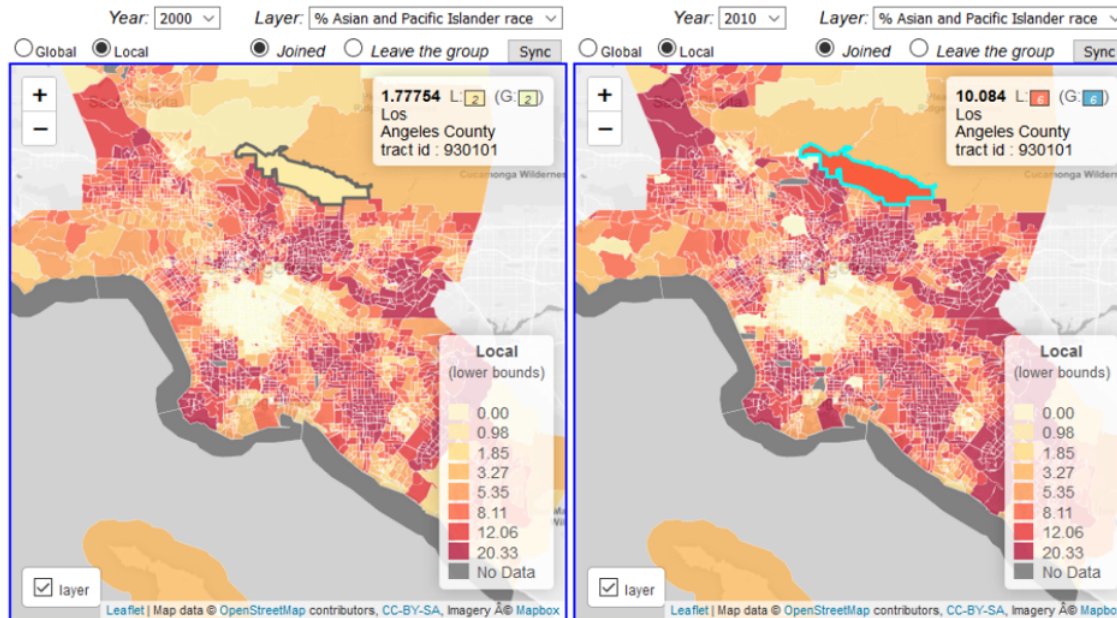 Year: 2000 Layer: % Asian and Pacific Islander race
Global Local Joined Leave the group Sync
+
−
1.77754 L: 2 (G: 2)
Los
Angeles County
tract id : 930101
Cucamonga Wilderne
Local
(lower bounds)
0.00
0.98
1.85
3.27
5.35
8.11
12.06
20.33
No Data
layer
Leaflet | Map data © OpenStreetMap contributors, CC-BY-SA, Imagery Â© Mapbox
Year: 2010 Layer: % Asian and Pacific Islander race
Global Local Joined Leave the group Sync
+
−
10.084 L: 6 (G: 6)
Los
Angeles County
tract id : 930101
Cucamonga Wilderness
Local
(lower bounds)
0.00
0.98
1.85
3.27
5.35
8.11
12.06
20.33
No Data
layer
Leaflet | Map data © OpenStreetMap contributors, CC-BY-SA, Imagery Â© Mapbox